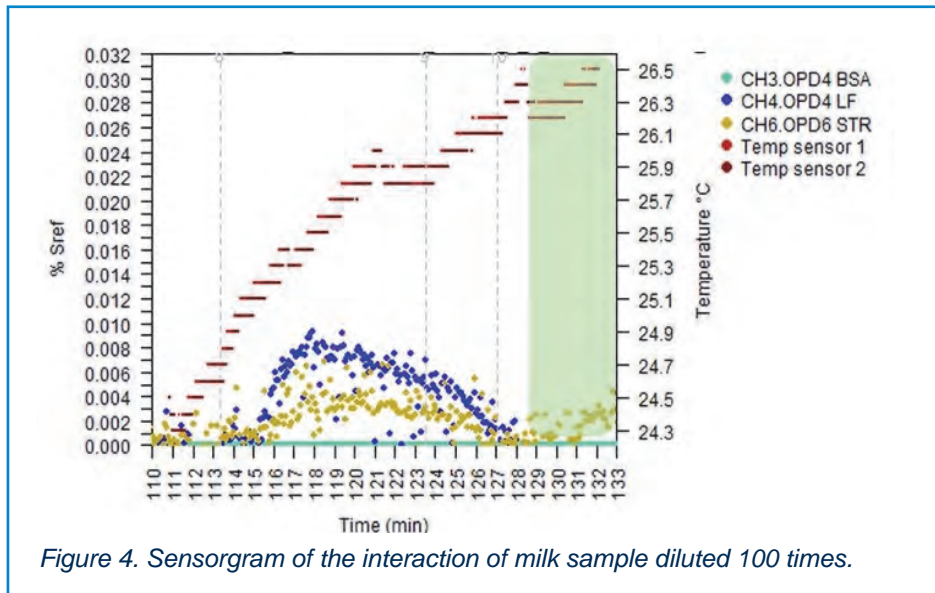 0.032
0.030
0.028
0.026
0.024
0.022
0.020
0.018
0.016
0.014
0.012
0.010
0.008
0.006
0.004
0.002
0.000
% Sref
26.5
26.3
26.1
25.9
25.7
25.5
25.3
25.1
24.9
24.7
24.5
24.3
Temperature °C
CH3.OPD4 BSA
CH4.OPD4 LF
CH6.OPD6 STR
Temp sensor 1
Temp sensor 2
110 111 112 113 114 115 116 117 118 119 120 121 122 123 124 125 126 127 128 129 130 131 132 133
Time (min)
Figure 4. Sensorgram of the interaction of milk sample diluted 100 times.